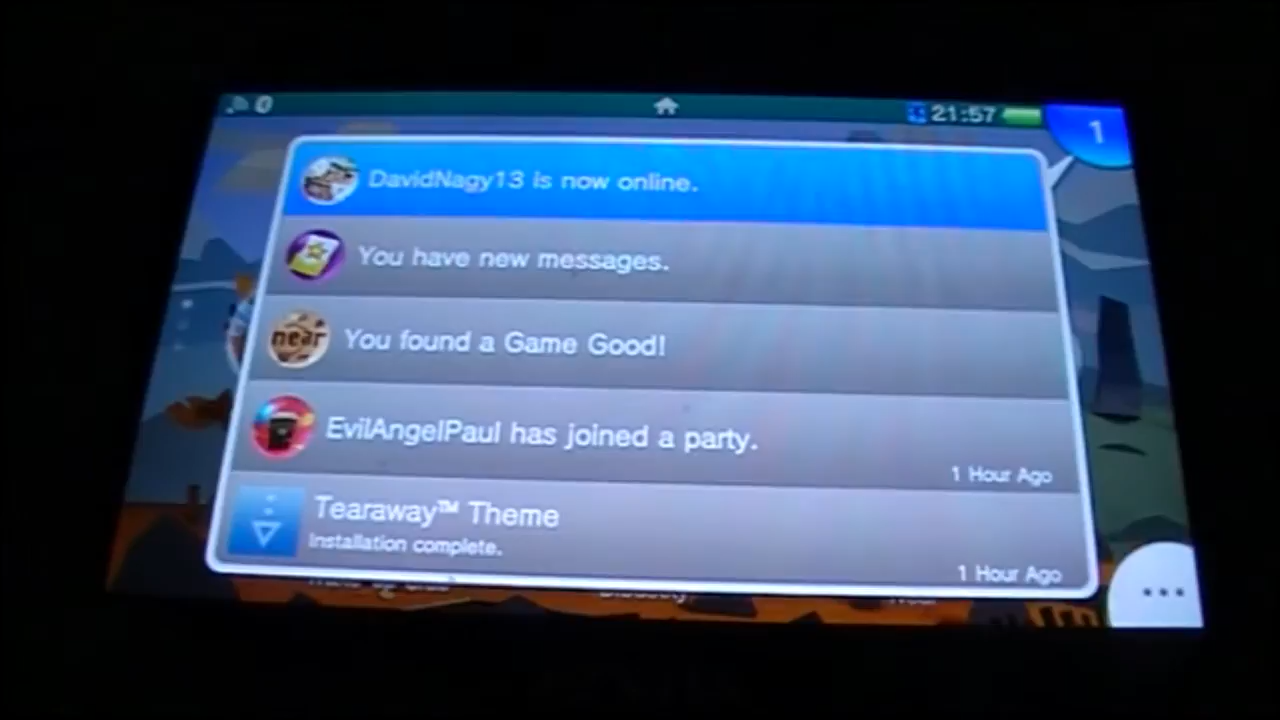 21:57
1
DavidNagy13 is now online.
You have new messages.
near
You found a Game Good!
EvilAngelPaul has joined a party.
1 Hour Ago
Tearaway™ Theme
Installation complete.
1 Hour Ago